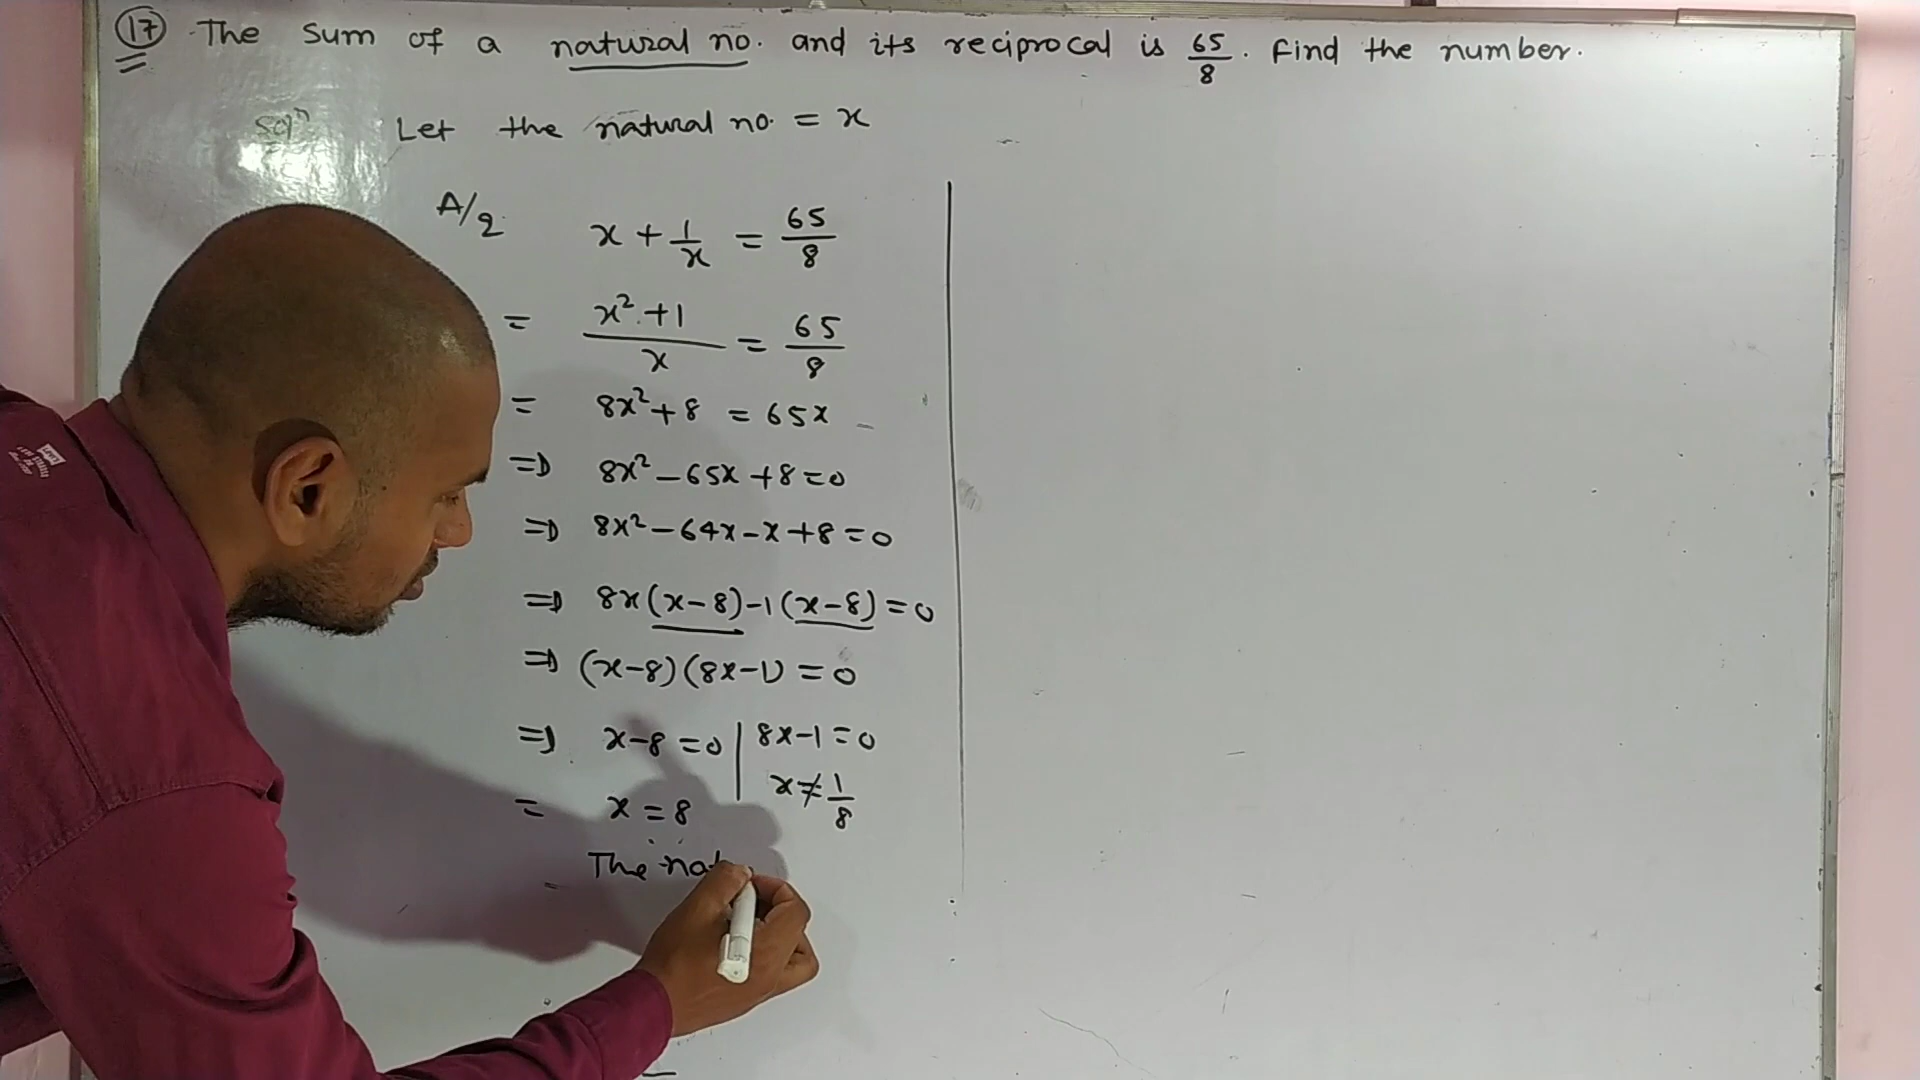 17 The sum of a natural no. and its reciprocal is 65/8. Find the number.
Solⁿ Let the natural no. = x
A/q. x + 1/x = 65/8
= x² + 1 / x = 65/8
= 8x² + 8 = 65x
⇒ 8x² - 65x + 8 = 0
⇒ 8x² - 64x - x + 8 = 0
⇒ 8x (x - 8) - 1 (x - 8) = 0
⇒ (x - 8) (8x - 1) = 0
⇒ x - 8 = 0 | 8x - 1 = 0
= x = 8 | x ≠ 1/8
The nat